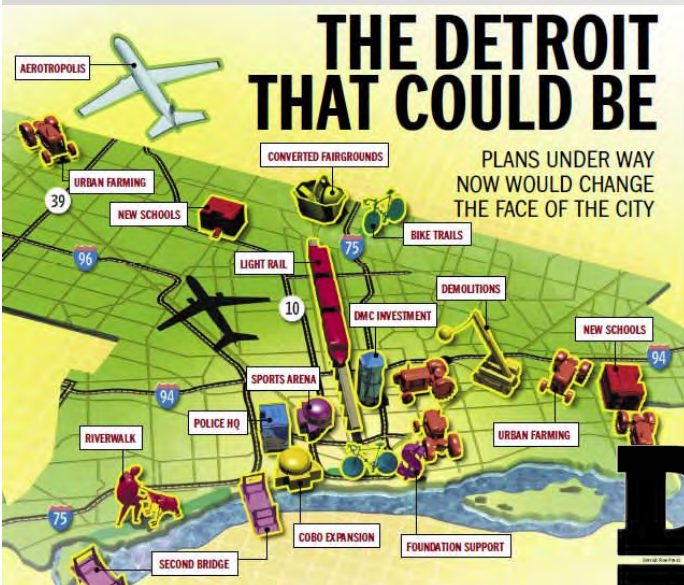 THE DETROIT
THAT COULD BE
PLANS UNDER WAY
NOW WOULD CHANGE
THE FACE OF THE CITY
AEROTROPOLIS
CONVERTED FAIRGROUNDS
URBAN FARMING
39
NEW SCHOOLS
BIKE TRAILS
75
96
LIGHT RAIL
DEMOLITIONS
10
DMC INVESTMENT
NEW SCHOOLS
94
SPORTS ARENA
94
POLICE HQ
URBAN FARMING
RIVERWALK
75
COBO EXPANSION
FOUNDATION SUPPORT
SECOND BRIDGE
D